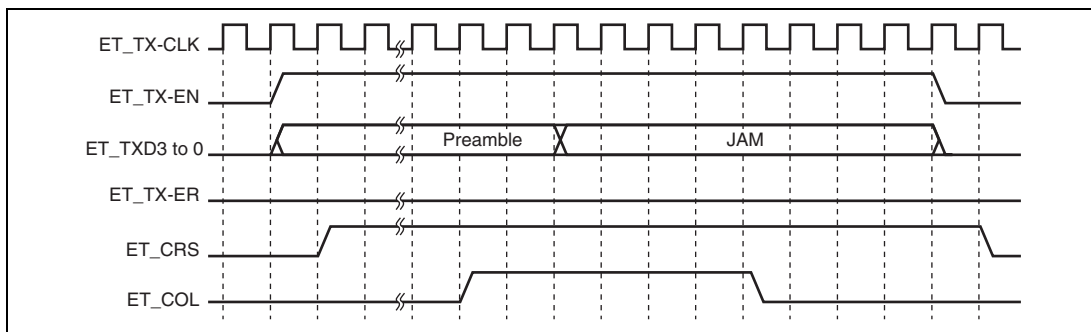 ET_TX-CLK
ET_TX-EN
ET_TXD3 to 0
Preamble
JAM
ET_TX-ER
ET_CRS
ET_COL